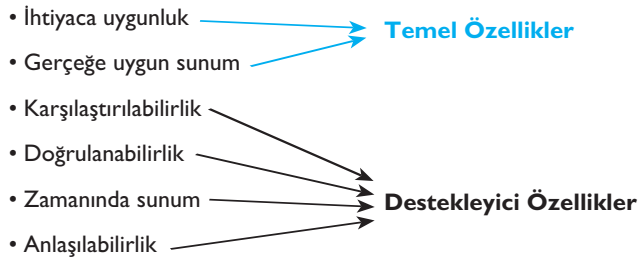 • İhtiyaca uygunluk
Temel Özellikler
• Gerçeğe uygun sunum
• Karşılaştırılabilirlik
• Doğrulanabilirlik
• Zamanında sunum
Destekleyici Özellikler
• Anlaşılabilirlik